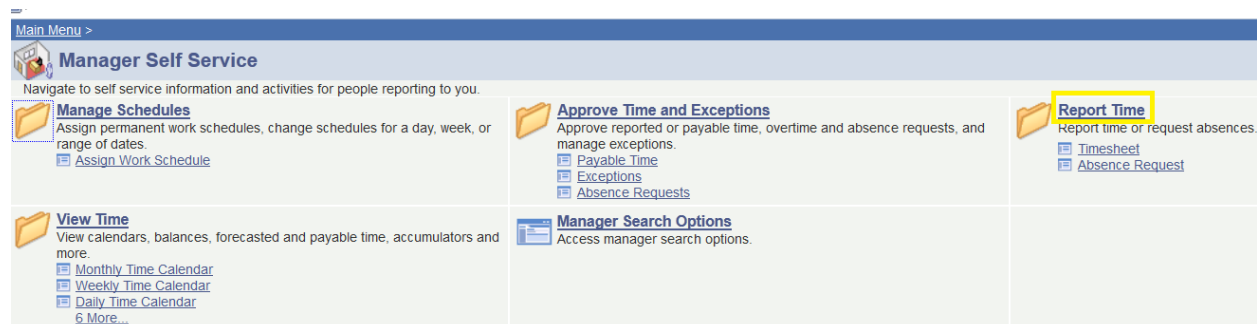 Main Menu >
Manager Self Service
Navigate to self service information and activities for people reporting to you.
Manage Schedules
Assign permanent work schedules, change schedules for a day, week, or
range of dates.
Assign Work Schedule
Approve Time and Exceptions
Approve reported or payable time, overtime and absence requests, and
manage exceptions.
Payable Time
Exceptions
Absence Requests
Report Time
Report time or request absences.
Timesheet
Absence Request
View Time
View calendars, balances, forecasted and payable time, accumulators and
more.
Monthly Time Calendar
Weekly Time Calendar
Daily Time Calendar
6 More...
Manager Search Options
Access manager search options.